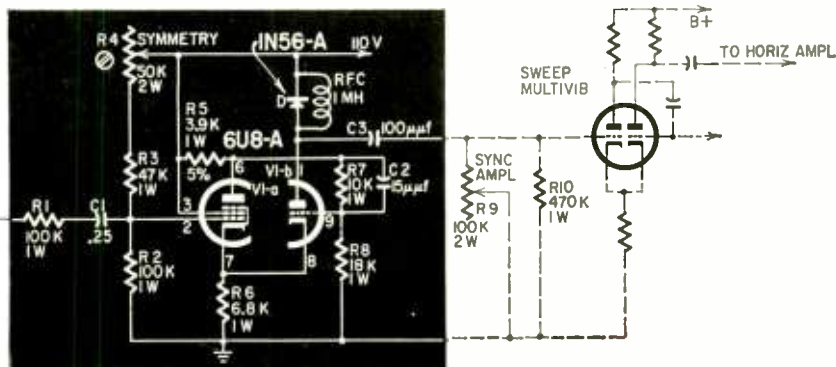 R4
SYMMETRY
50K
2W
1N56-A
110V
D
RFC
1MH
R5
3.9K
1W
5%
6U8-A
C3
100µµf
B+
TO HORIZ AMPL
SWEEP
MULTIVIB
R3
47K
1W
6
V1-a
V1-b
1
R7
10K
1W
C2
15µµf
SYNC
AMPL
R9
100K
2W
R10
470K
1W
R1
100K
1W
C1
.25
3
2
9
R2
100K
1W
7
8
R8
18K
1W
R6
6.8K
1W